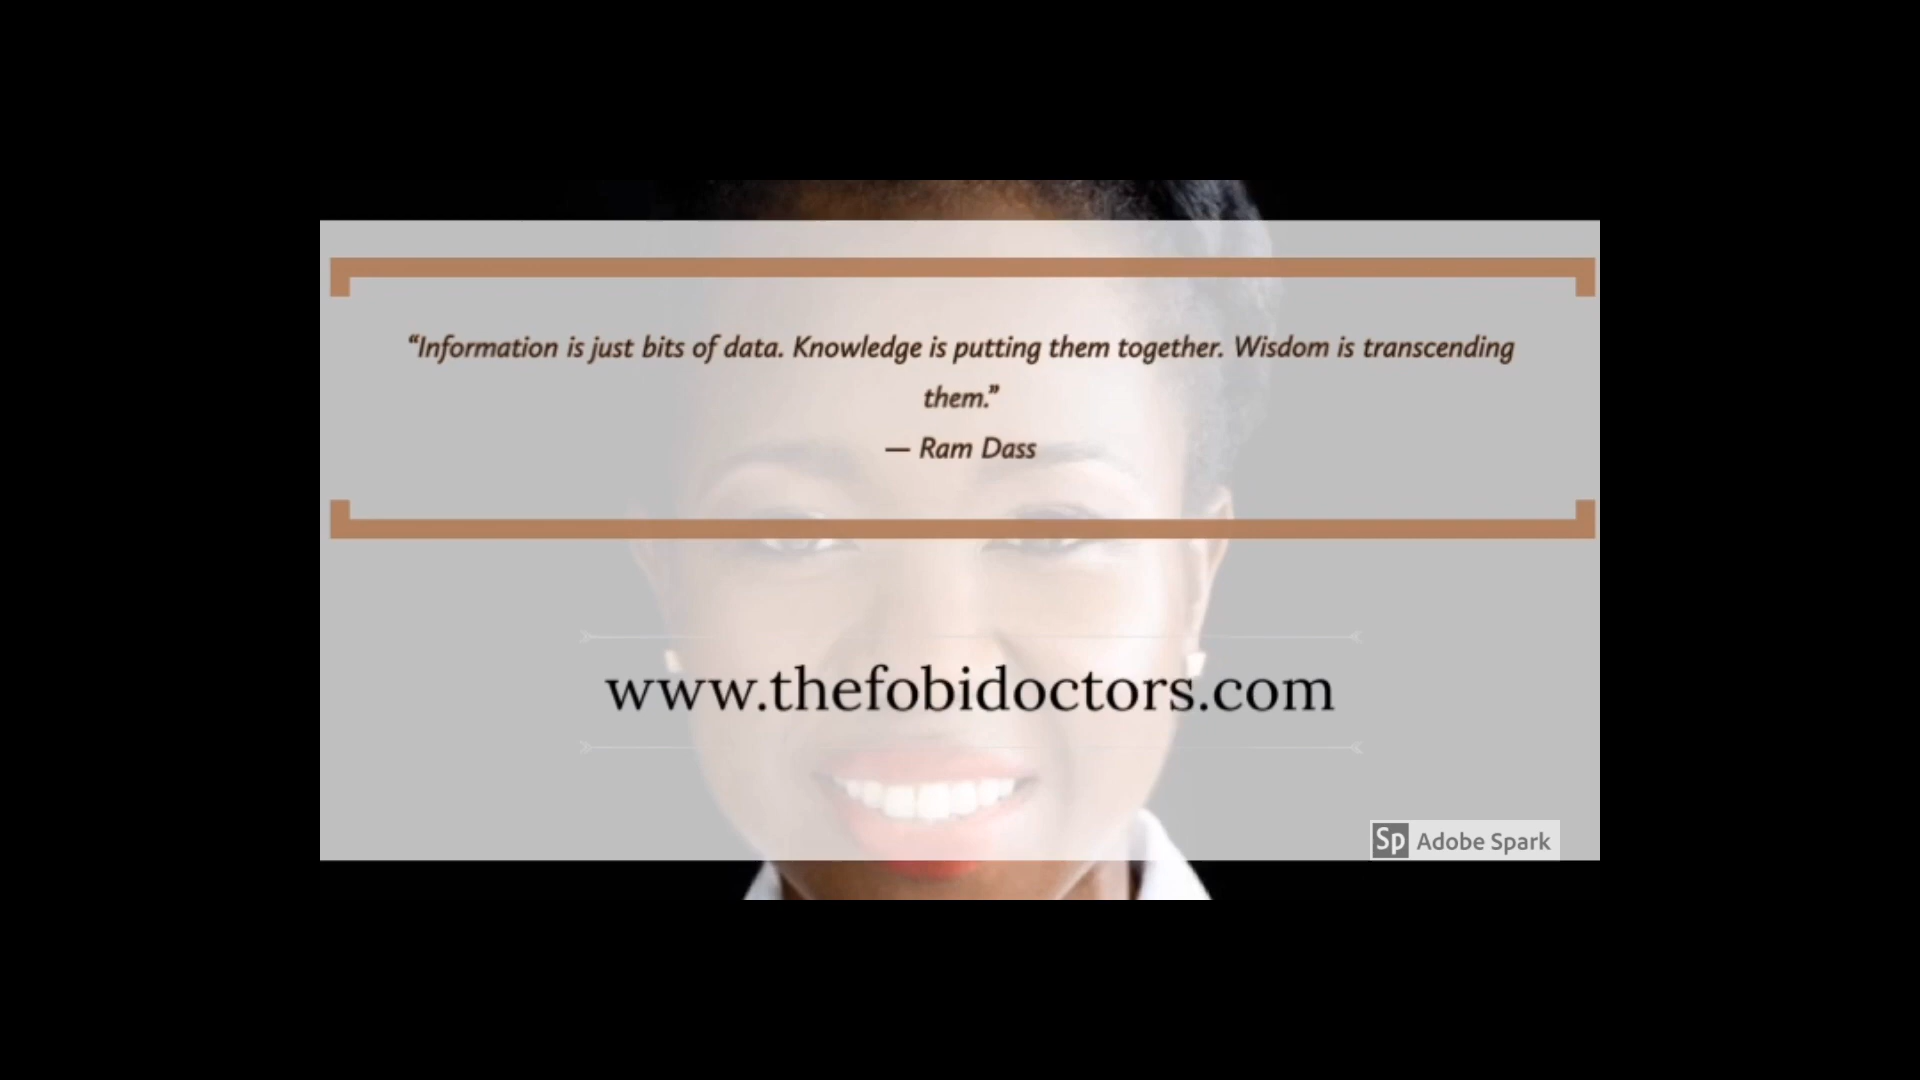 “Information is just bits of data. Knowledge is putting them together. Wisdom is transcending
them.”
— Ram Dass
www.thefobidoctors.com
Sp Adobe Spark